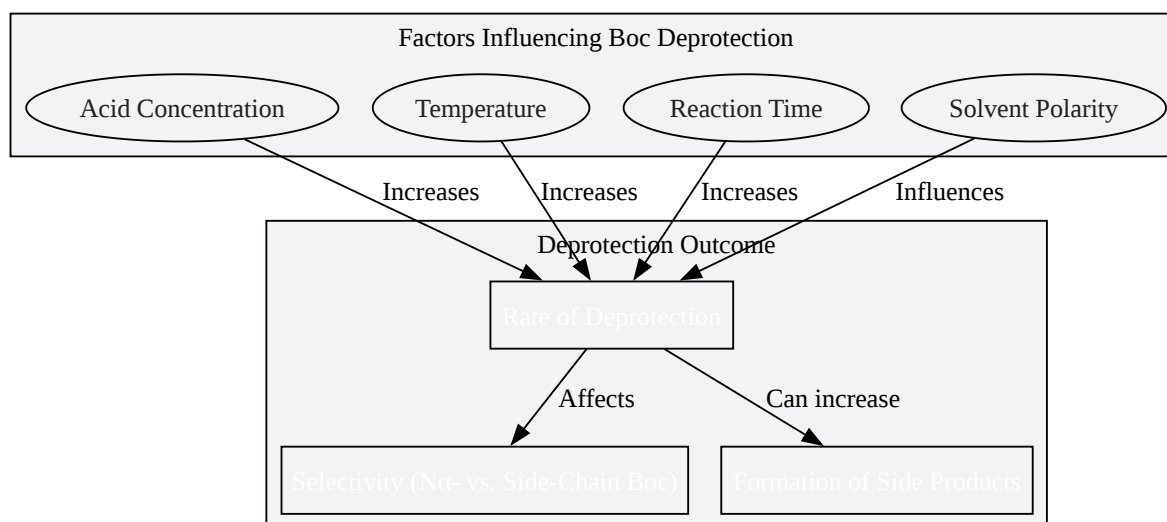 Factors Influencing Boc Deprotection
Acid Concentration
Temperature
Reaction Time
Solvent Polarity
Increases
Increases
Increases
Influences
Deprotection Outcome
Rate of Deprotection
Affects
Can increase
Selectivity (Nα- vs. Side-Chain Boc)
Formation of Side Products